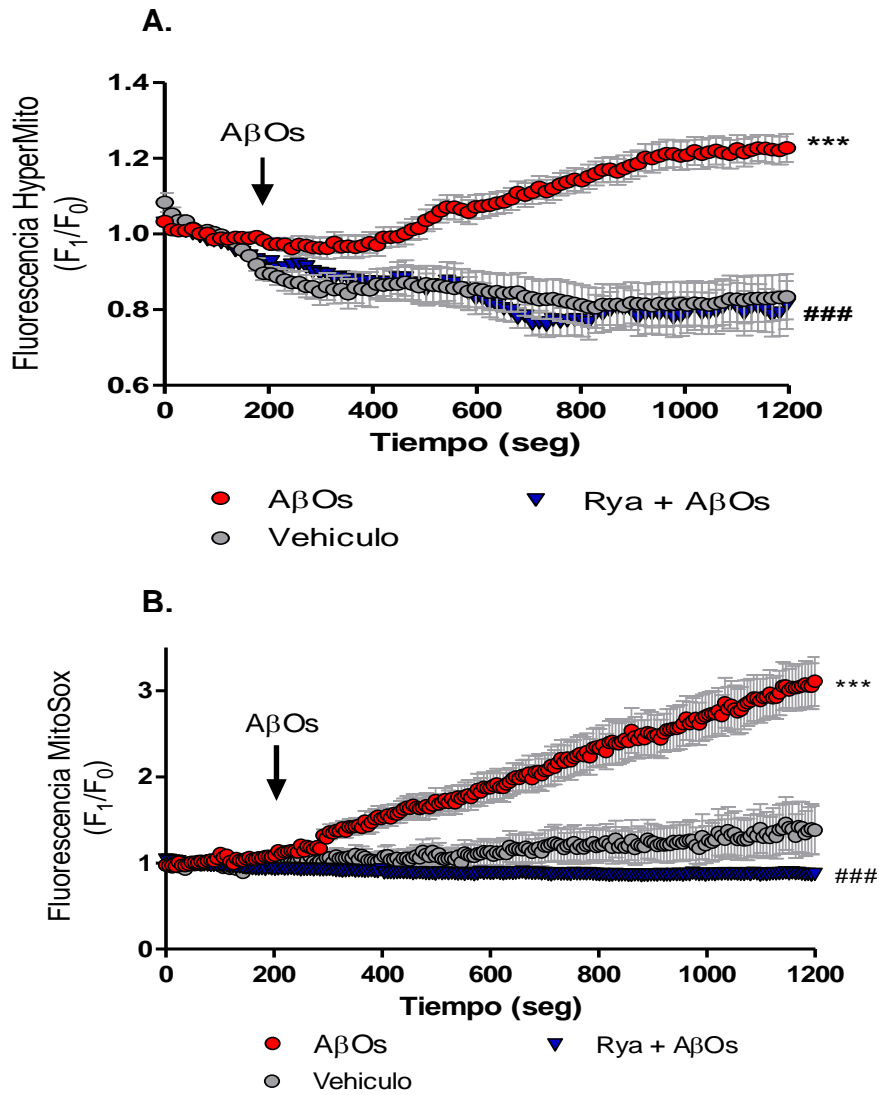 A.
Fluorescencia HyperMito
(F1/F0)
1.4
1.2
1.0
0.8
0.6
AβOs
***
###
0 200 400 600 800 1000 1200
Tiempo (seg)
AβOs
Rya + AβOs
Vehiculo
B.
Fluorescencia MitoSox
(F1/F0)
3
2
1
0
AβOs
***
###
0 200 400 600 800 1000 1200
Tiempo (seg)
AβOs
Rya + AβOs
Vehiculo